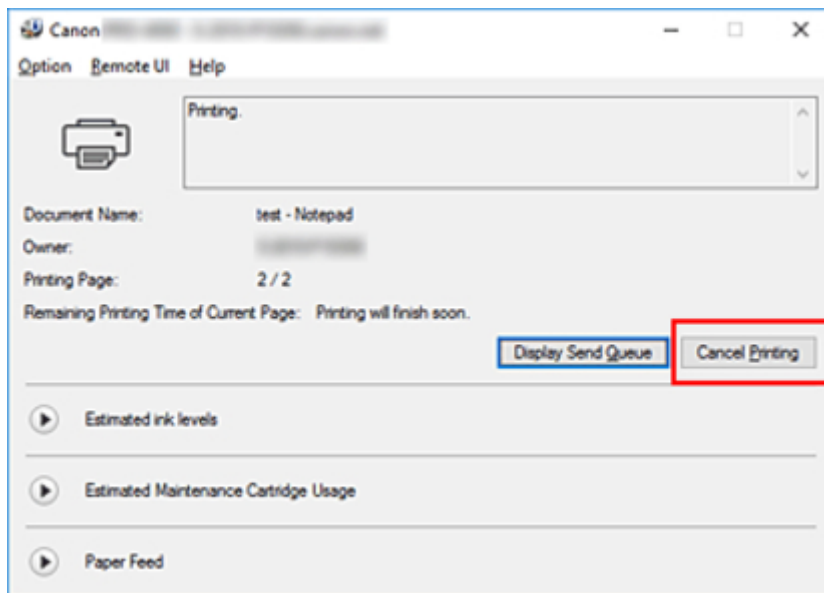 Canon
Option Remote UI Help
Printing.
Document Name: test - Notepad
Owner:
Printing Page: 2 / 2
Remaining Printing Time of Current Page: Printing will finish soon.
Display Send Queue Cancel Printing
Estimated ink levels
Estimated Maintenance Cartridge Usage
Paper Feed